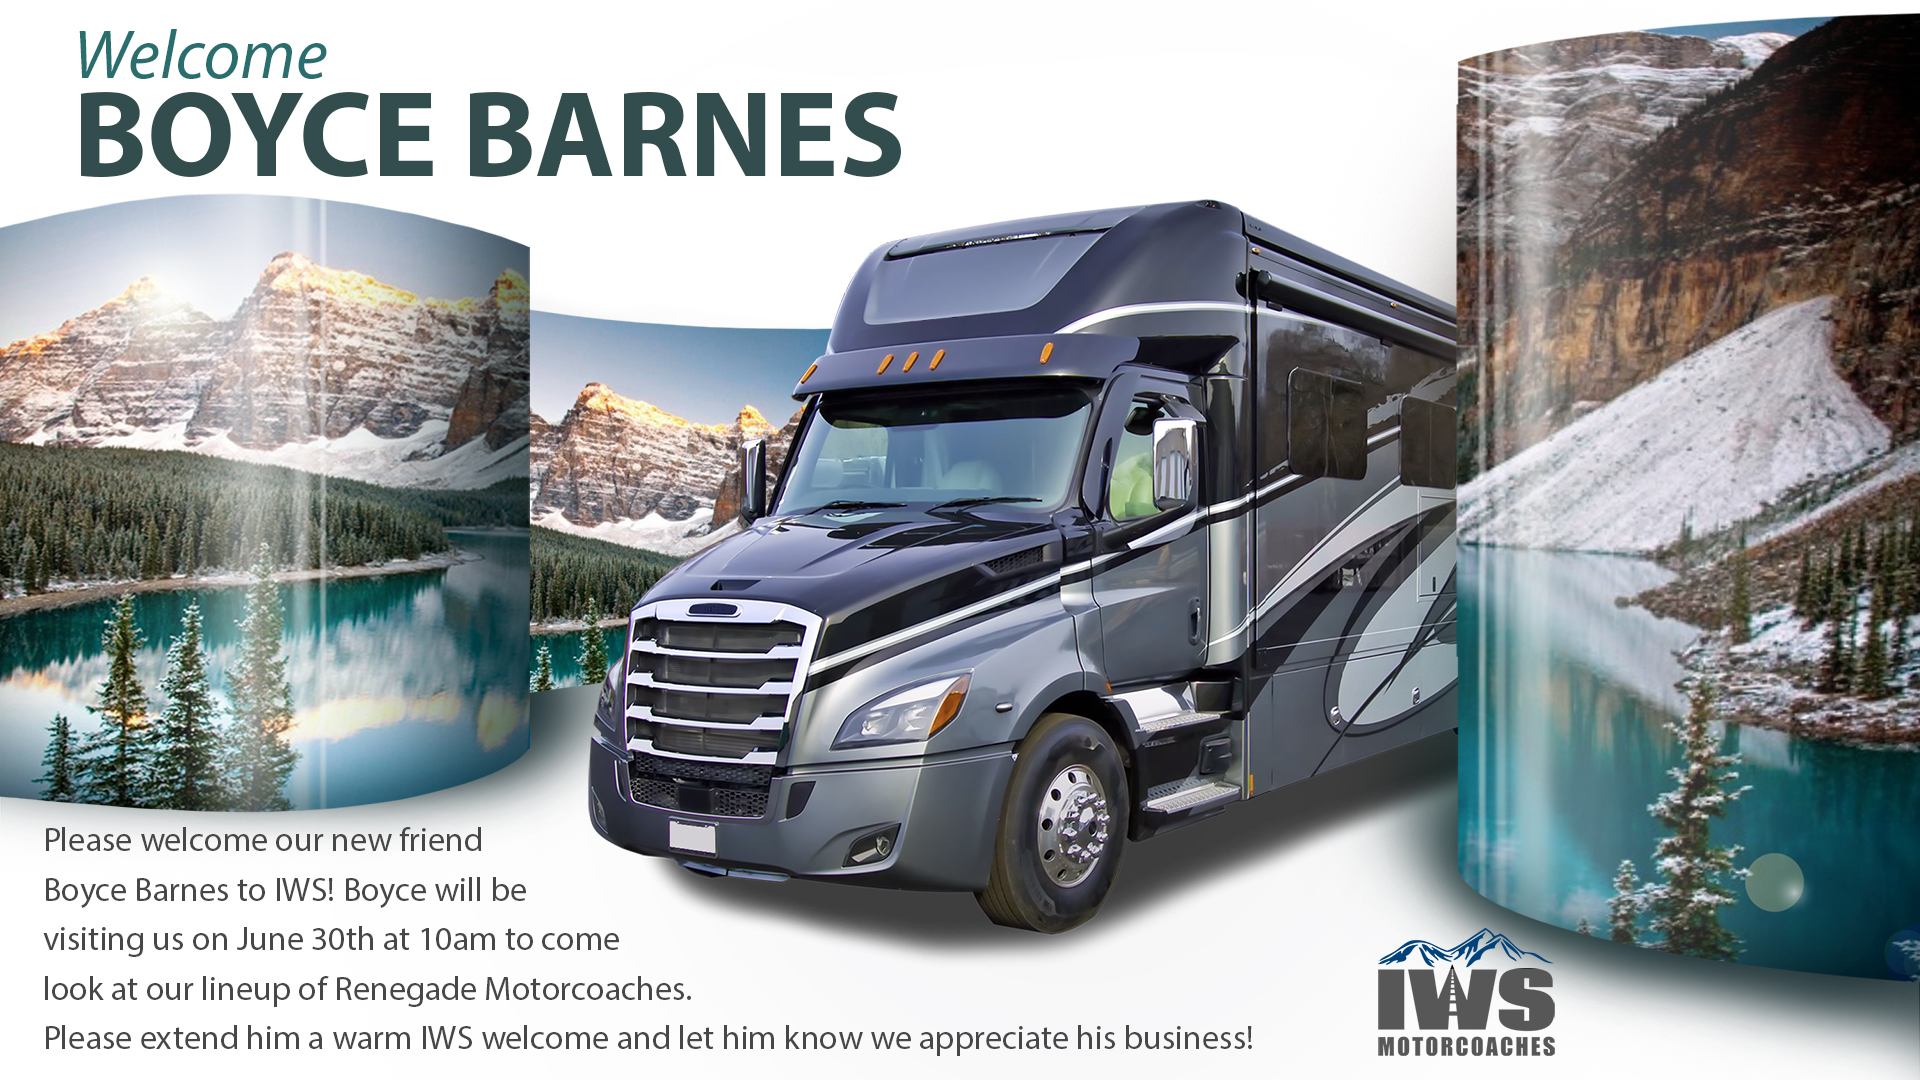 Welcome
BOYCE BARNES
Please welcome our new friend
Boyce Barnes to IWS! Boyce will be
visiting us on June 30th at 10am to come
look at our lineup of Renegade Motorcoaches.
Please extend him a warm IWS welcome and let him know we appreciate his business!
IWS
MOTORCOACHES